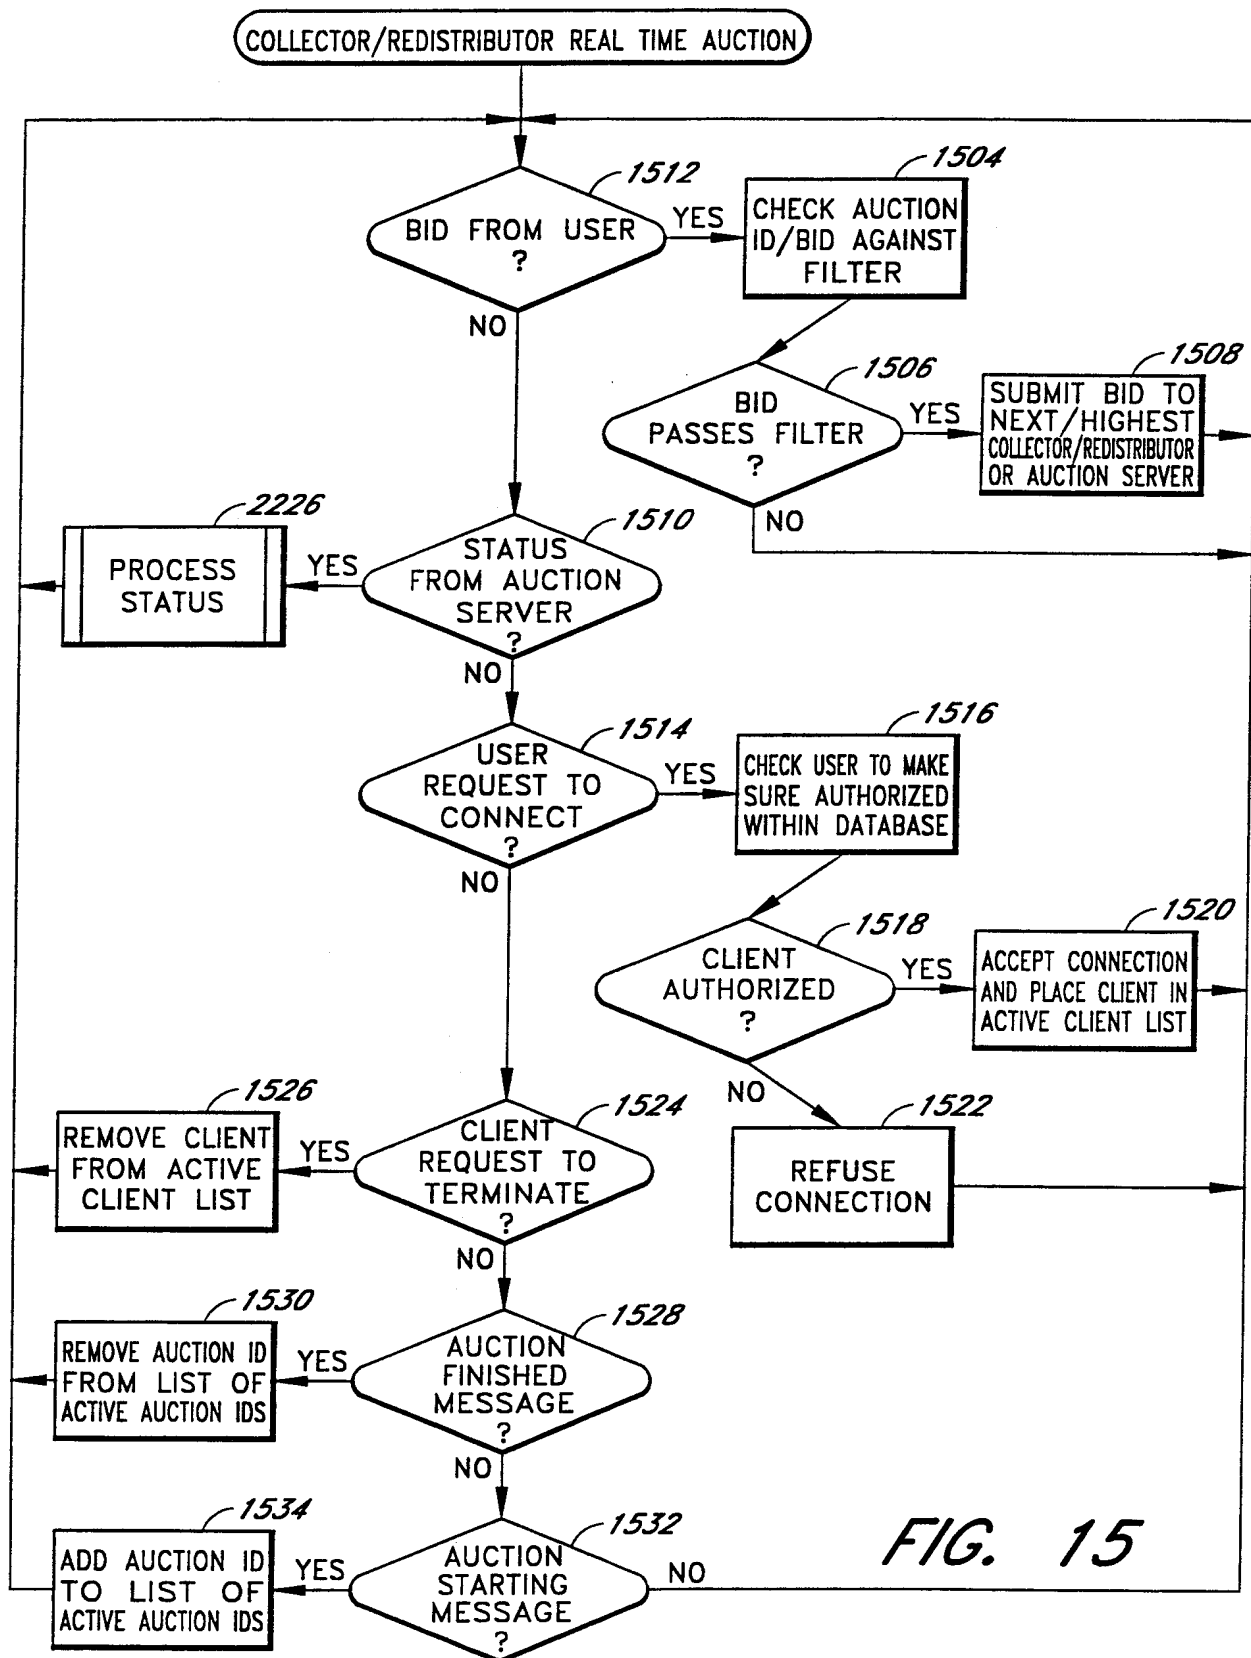 COLLECTOR/REDISTRIBUTOR REAL TIME AUCTION
1512
BID FROM USER
?
YES
NO
1504
CHECK AUCTION
ID/BID AGAINST
FILTER
1506
BID
PASSES FILTER
?
YES
NO
1508
SUBMIT BID TO
NEXT/HIGHEST
COLLECTOR/REDISTRIBUTOR
OR AUCTION SERVER
2226
PROCESS
STATUS
YES
1510
STATUS
FROM AUCTION
SERVER
?
NO
1514
USER
REQUEST TO
CONNECT
?
YES
NO
1516
CHECK USER TO MAKE
SURE AUTHORIZED
WITHIN DATABASE
1518
CLIENT
AUTHORIZED
?
YES
NO
1520
ACCEPT CONNECTION
AND PLACE CLIENT IN
ACTIVE CLIENT LIST
1522
REFUSE
CONNECTION
1526
REMOVE CLIENT
FROM ACTIVE
CLIENT LIST
YES
1524
CLIENT
REQUEST TO
TERMINATE
?
NO
1530
REMOVE AUCTION ID
FROM LIST OF
ACTIVE AUCTION IDS
YES
1528
AUCTION
FINISHED
MESSAGE
?
NO
1534
ADD AUCTION ID
TO LIST OF
ACTIVE AUCTION IDS
YES
1532
AUCTION
STARTING
MESSAGE
?
NO
FIG. 15